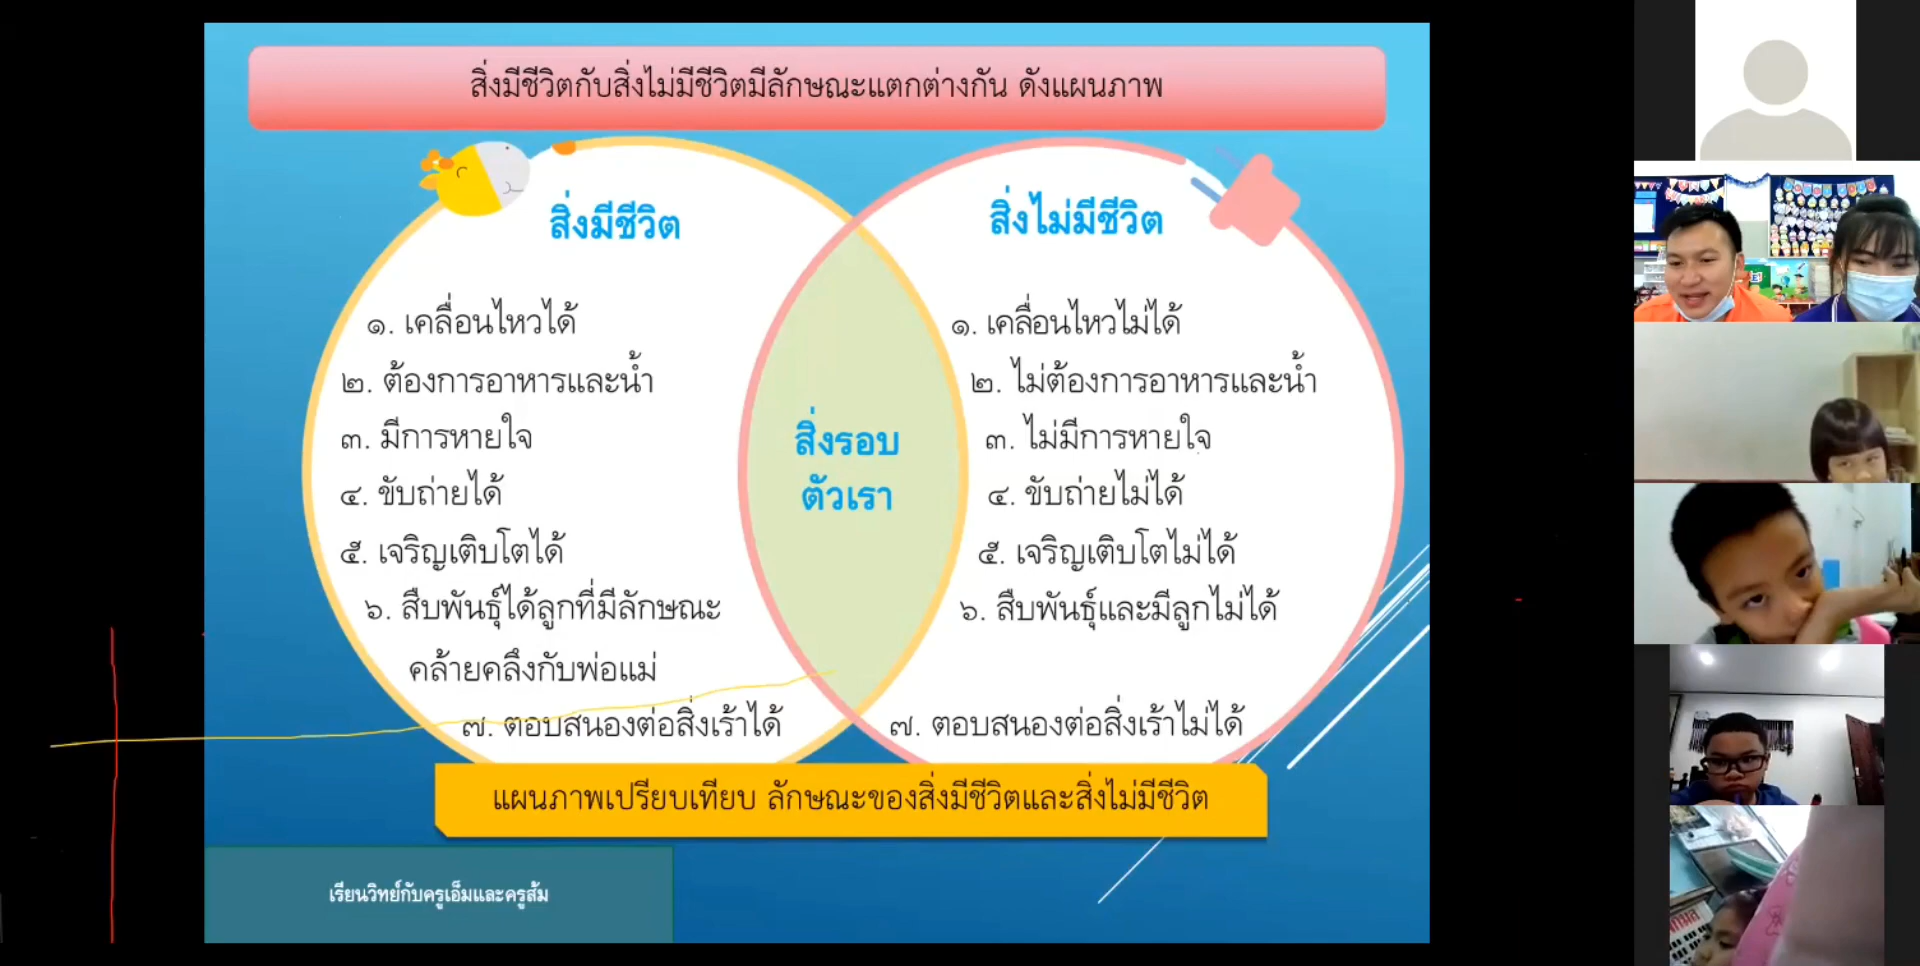 สิ่งมีชีวิตกับสิ่งไม่มีชีวิตมีลักษณะแตกต่างกัน ดังแผนภาพ
สิ่งมีชีวิต
๑. เคลื่อนไหวได้
๒. ต้องการอาหารและน้ำ
๓. มีการหายใจ
๔. ขับถ่ายได้
๕. เจริญเติบโตได้
๖. สืบพันธุ์ได้ลูกที่มีลักษณะ
คล้ายคลึงกับพ่อแม่
๗. ตอบสนองต่อสิ่งเร้าได้
สิ่งรอบ
ตัวเรา
สิ่งไม่มีชีวิต
๑. เคลื่อนไหวไม่ได้
๒. ไม่ต้องการอาหารและน้ำ
๓. ไม่มีการหายใจ
๔. ขับถ่ายไม่ได้
๕. เจริญเติบโตไม่ได้
๖. สืบพันธุ์และมีลูกไม่ได้
๗. ตอบสนองต่อสิ่งเร้าไม่ได้
แผนภาพเปรียบเทียบ ลักษณะของสิ่งมีชีวิตและสิ่งไม่มีชีวิต
เรียนวิทย์กับครูเอ็มและครูส้ม